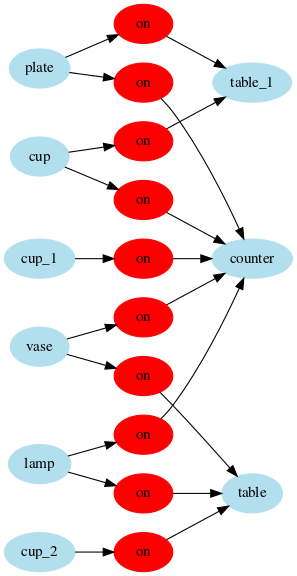 on
plate
on
table_1
on
cup
on
cup_1
on
counter
on
vase
on
on
lamp
on
table
cup_2
on